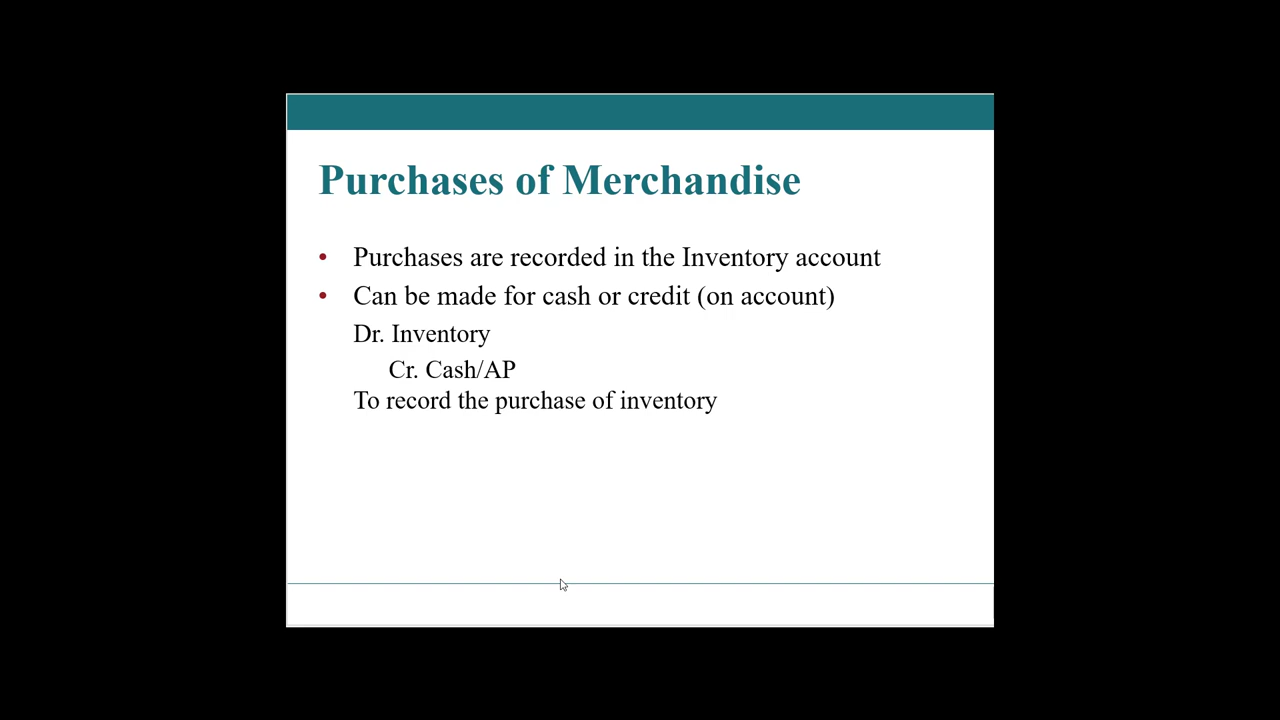 Purchases of Merchandise
• Purchases are recorded in the Inventory account
• Can be made for cash or credit (on account)
Dr. Inventory
Cr. Cash/AP
To record the purchase of inventory